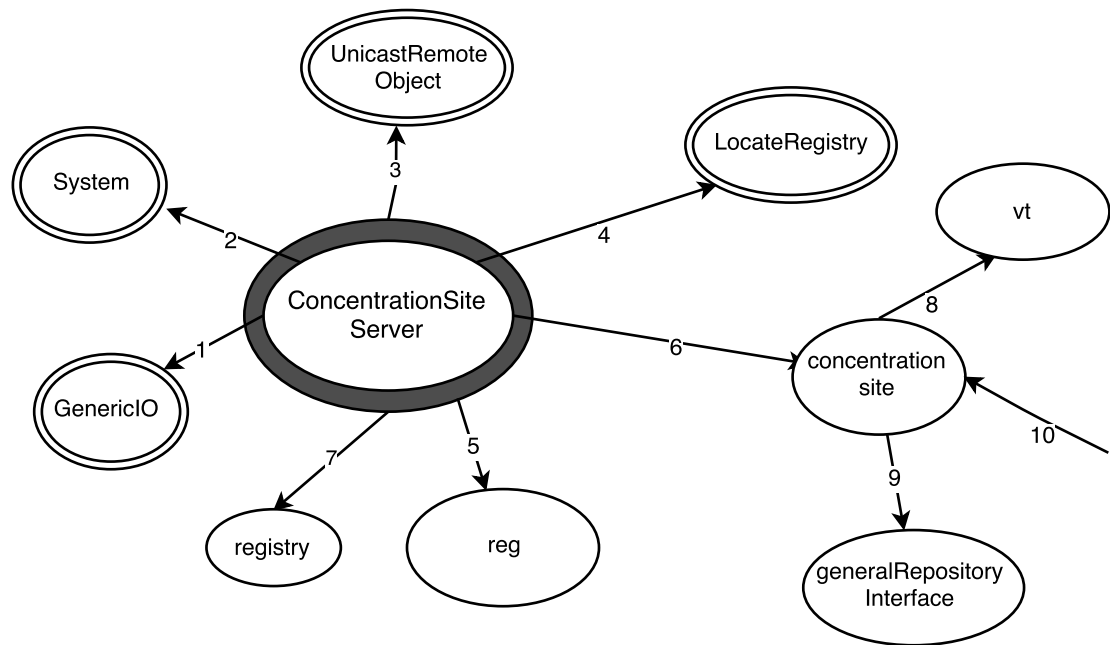 UnicastRemote
Object
LocateRegistry
System
vt
3
2
4
ConcentrationSite
Server
8
1
6
concentration
site
GenericIO
10
7
5
9
registry
reg
generalRepository
Interface